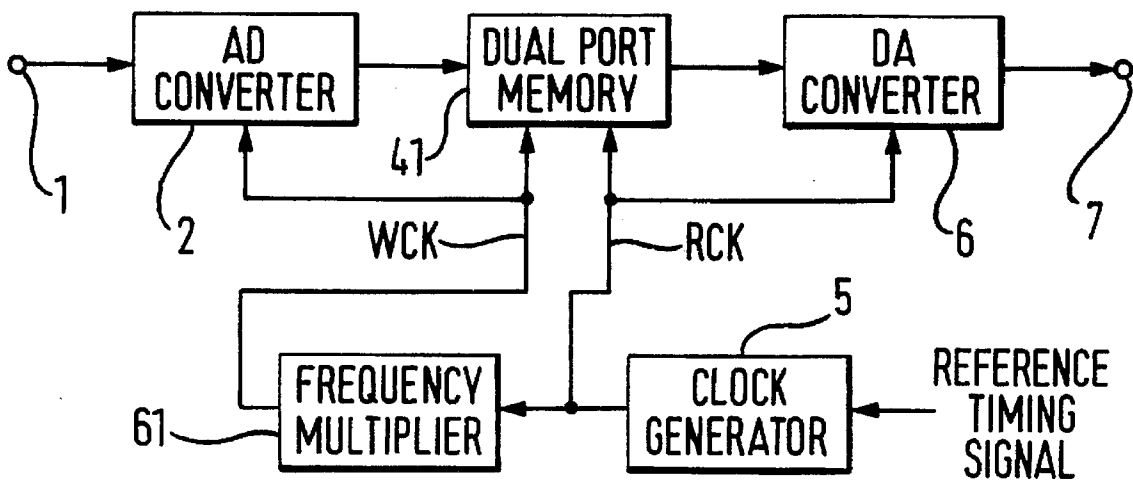 AD
CONVERTER
DUAL PORT
MEMORY
DA
CONVERTER
1
2
41
6
7
WCK
RCK
5
FREQUENCY
MULTIPLIER
61
CLOCK
GENERATOR
REFERENCE
TIMING
SIGNAL